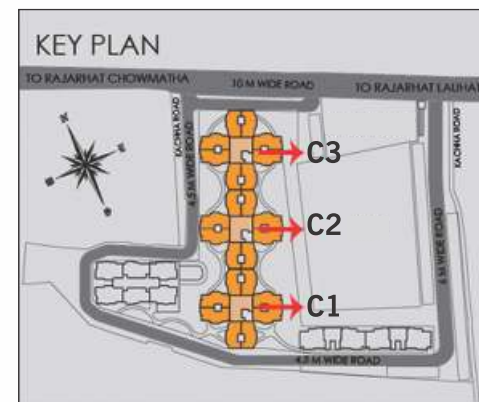 KEY PLAN
TO RAJARHAT CHOWMATHA
10 M WIDE ROAD
TO RAJARHAT LAUHAT
KACHHA ROAD
4.5 M WIDE ROAD
KACHHA ROAD
C3
C2
6 M WIDE ROAD
C1
4.5 M WIDE ROAD